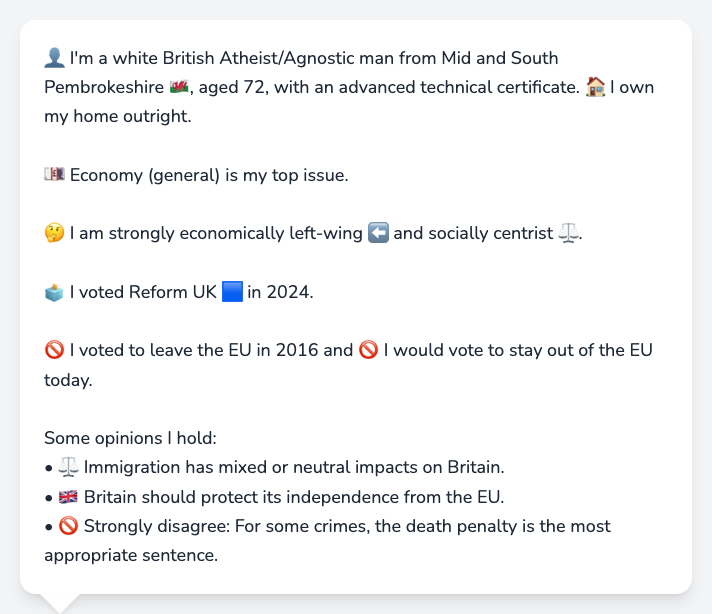 👤 I'm a white British Atheist/Agnostic man from Mid and South
Pembrokeshire 🏴󠁧󠁢󠁷󠁬󠁳󠁿, aged 72, with an advanced technical certificate. 🏠 I own
my home outright.
💷 Economy (general) is my top issue.
🤔 I am strongly economically left-wing ⬅️ and socially centrist ⚖️.
🗳️ I voted Reform UK 🟦 in 2024.
🚫 I voted to leave the EU in 2016 and 🚫 I would vote to stay out of the EU
today.
Some opinions I hold:
• ⚖️ Immigration has mixed or neutral impacts on Britain.
• 🇬🇧 Britain should protect its independence from the EU.
• 🚫 Strongly disagree: For some crimes, the death penalty is the most
appropriate sentence.